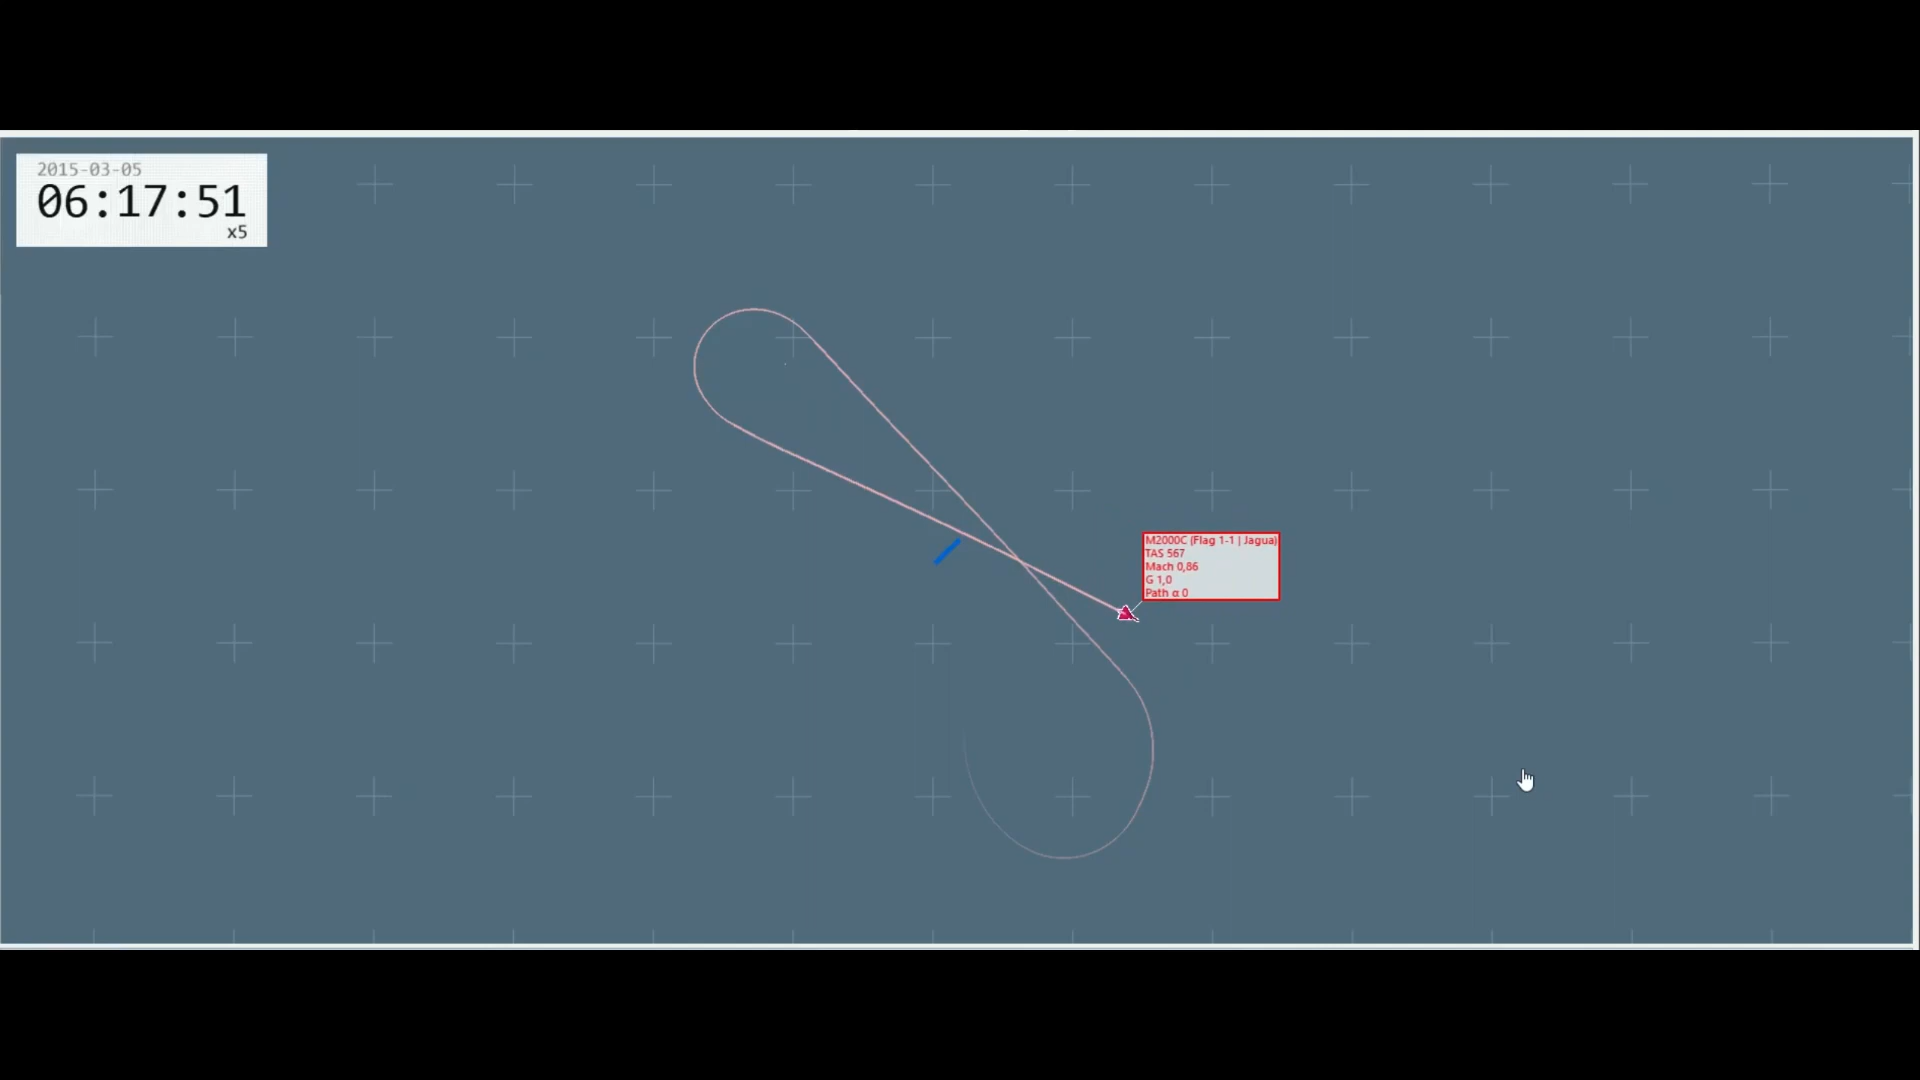 2015-03-05
06:17:51
x5
M2000C (Flag 1-1 | Jagua)
TAS 567
Mach 0,86
G 1,0
Path α 0